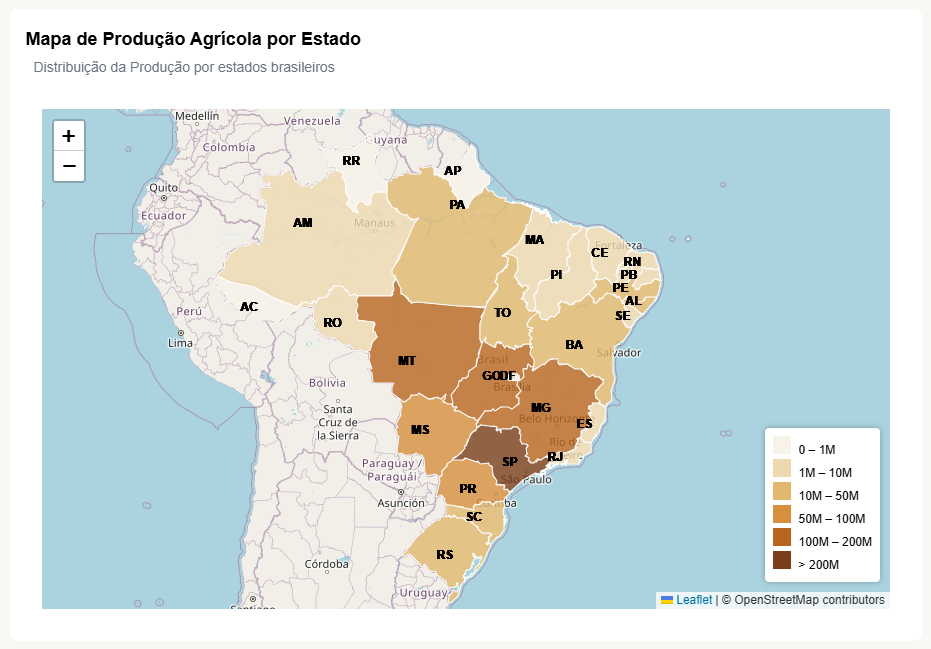 Mapa de Produção Agrícola por Estado
Distribuição da Produção por estados brasileiros
+
−
Medellín
Venezuela
Guyana
Colombia
RR
AP
Quito
PA
Ecuador
AM
Manaus
MA
Fortaleza
CE
RN
PI
PB
PE
AL
AC
Perú
RO
TO
SE
Lima
BA
Salvador
MT
Brasil
GO
DF
Brasília
Bolivia
MG
Santa
Cruz de
la Sierra
Belo Horizonte
ES
MS
Rio de
Janeiro
RJ
SP
São Paulo
Paraguay /
Paraguái
PR
Asunción
Curitiba
SC
RS
Córdoba
Uruguay
Santiago
0 – 1M
1M – 10M
10M – 50M
50M – 100M
100M – 200M
> 200M
Leaflet | © OpenStreetMap contributors